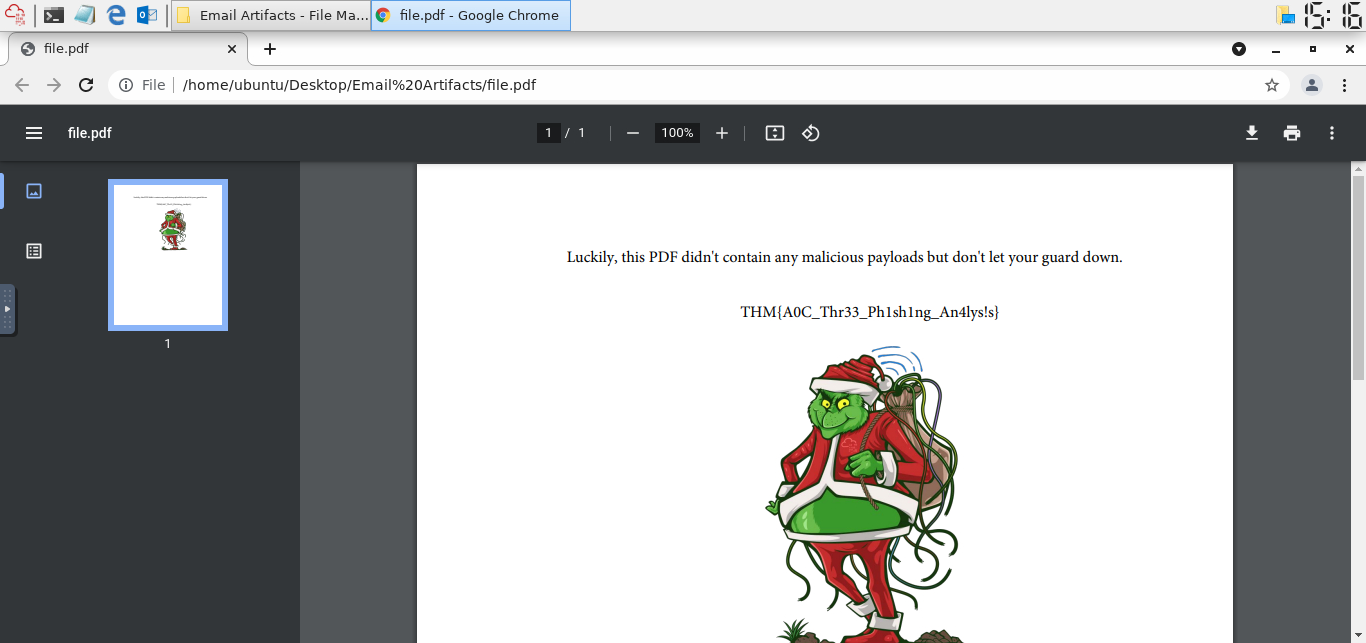 Email Artifacts - File Ma...
file.pdf - Google Chrome
15:16
file.pdf
File
/home/ubuntu/Desktop/Email%20Artifacts/file.pdf
file.pdf
1 / 1
100%
1
Luckily, this PDF didn't contain any malicious payloads but don't let your guard down.
THM{A0C_Thr33_Ph1sh1ng_An4lys!s}